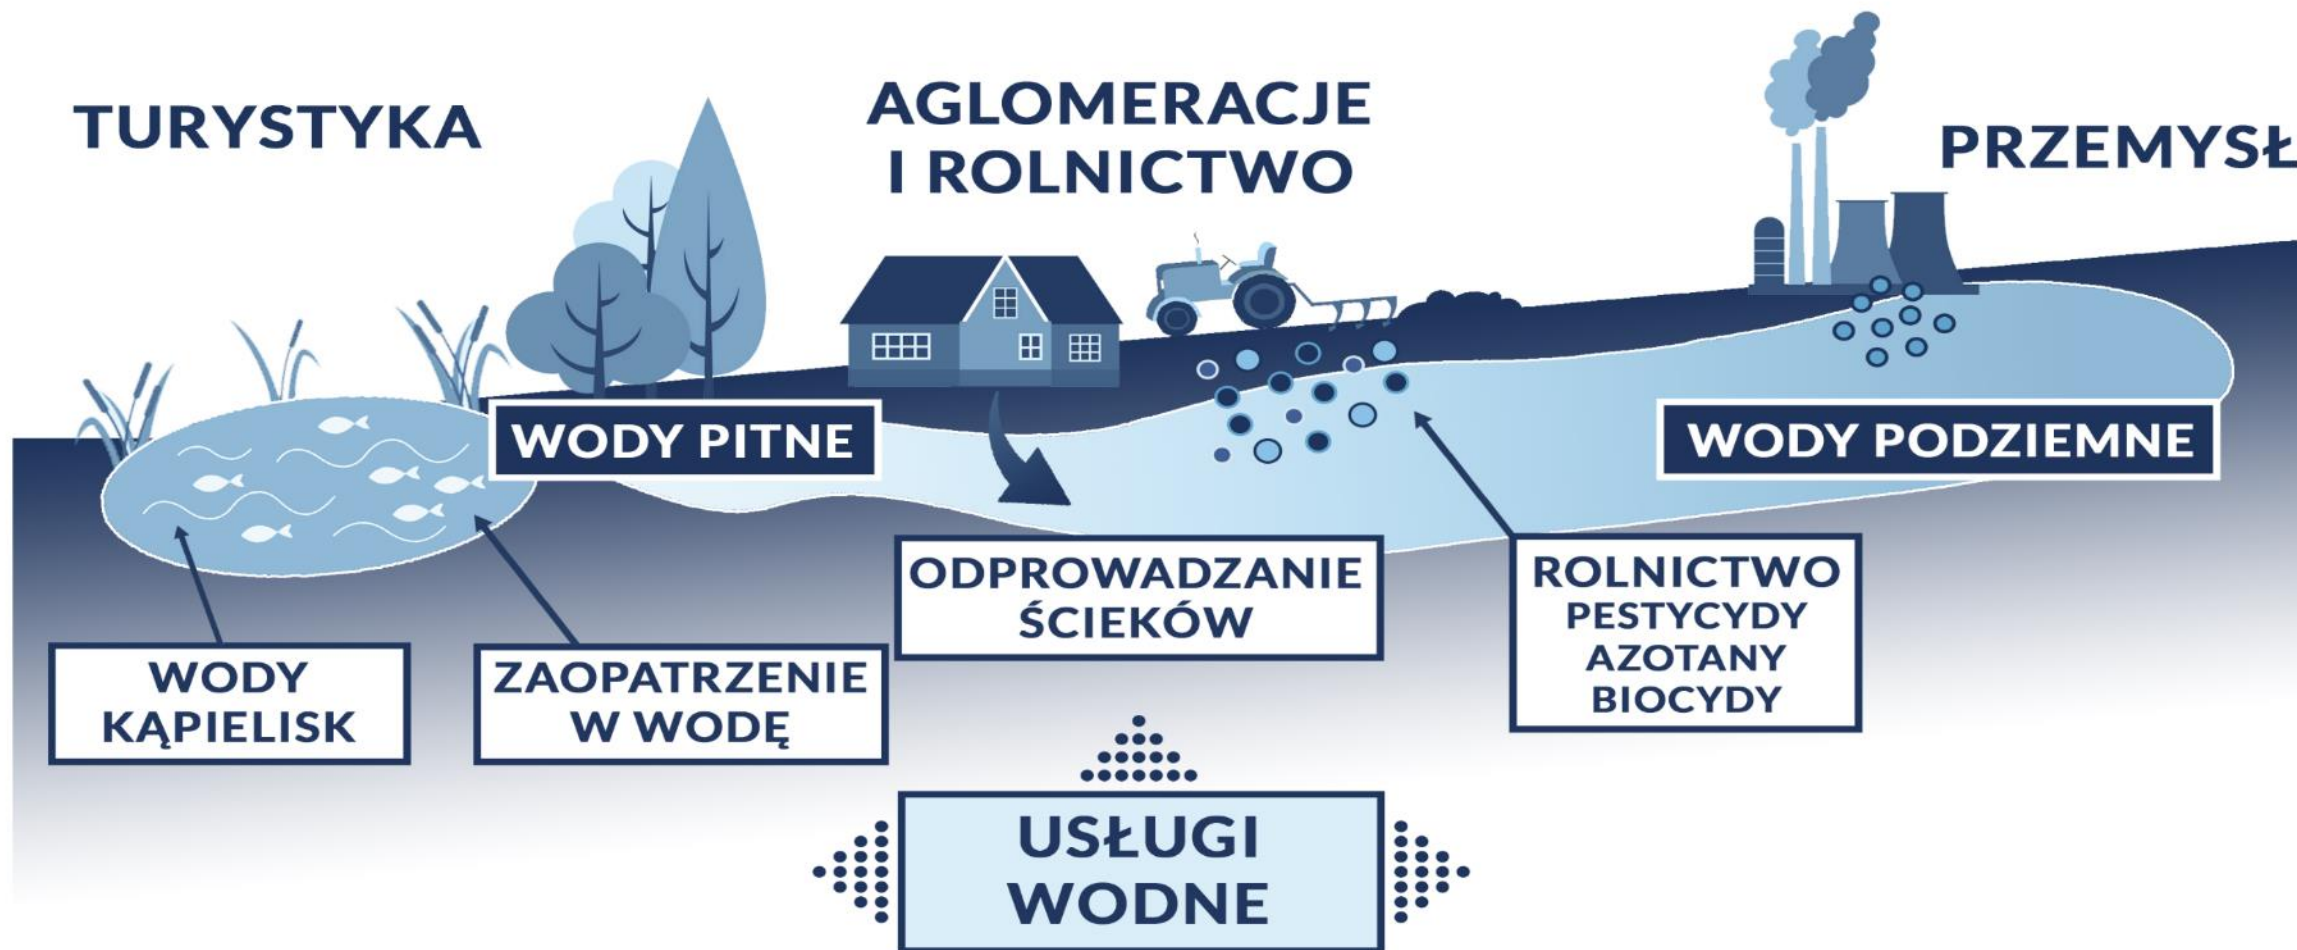 TURYSTYKA
AGLOMERACJE
I ROLNICTWO
PRZEMYSŁ
WODY PITNE
WODY PODZIEMNE
WODY
KĄPIELISK
ZAOPATRZENIE
W WODĘ
ODPROWADZANIE
ŚCIEKÓW
ROLNICTWO
PESTYCYDY
AZOTANY
BIOCYDY
USŁUGI
WODNE